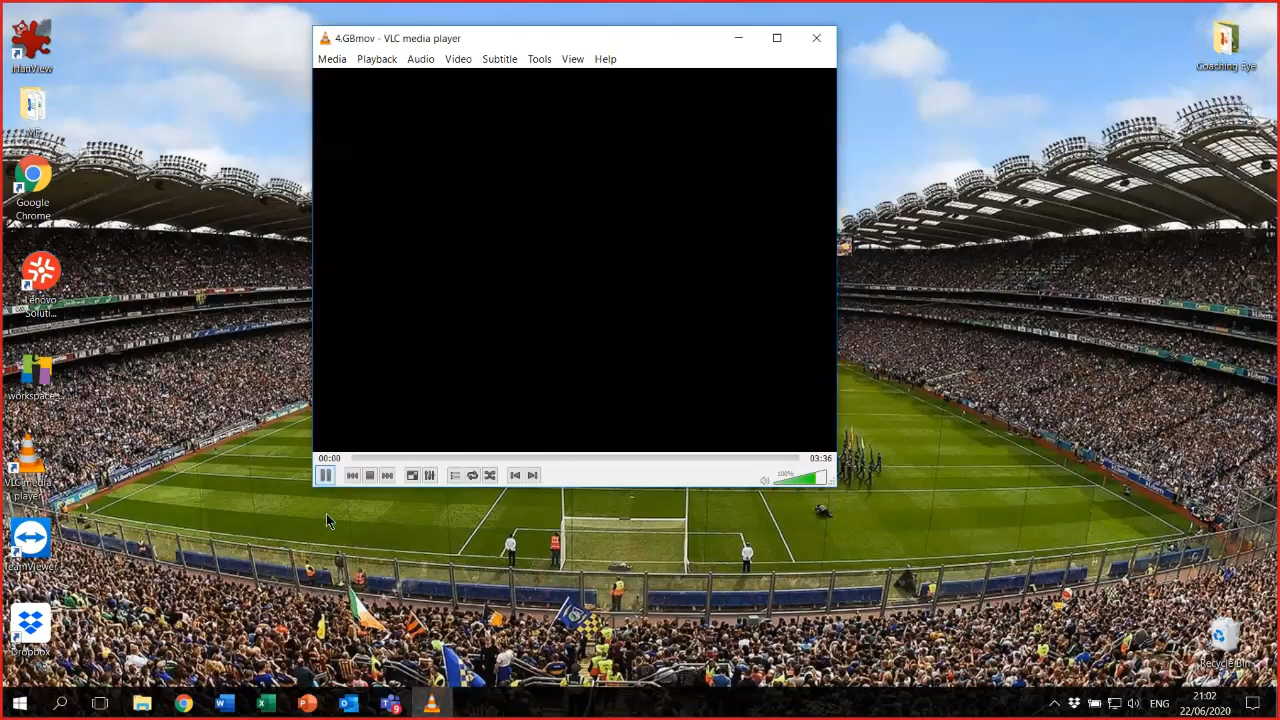 4.GBmov - VLC media player
Media Playback Audio Video Subtitle Tools View Help
IrfanView
Google
Chrome
Lenovo
Soluti...
workspace...
VLC media
player
TeamViewer
Dropbox
Coaching Eye
00:00
03:36
100%
Recycle Bin
9
ENG
21:02
22/06/2020